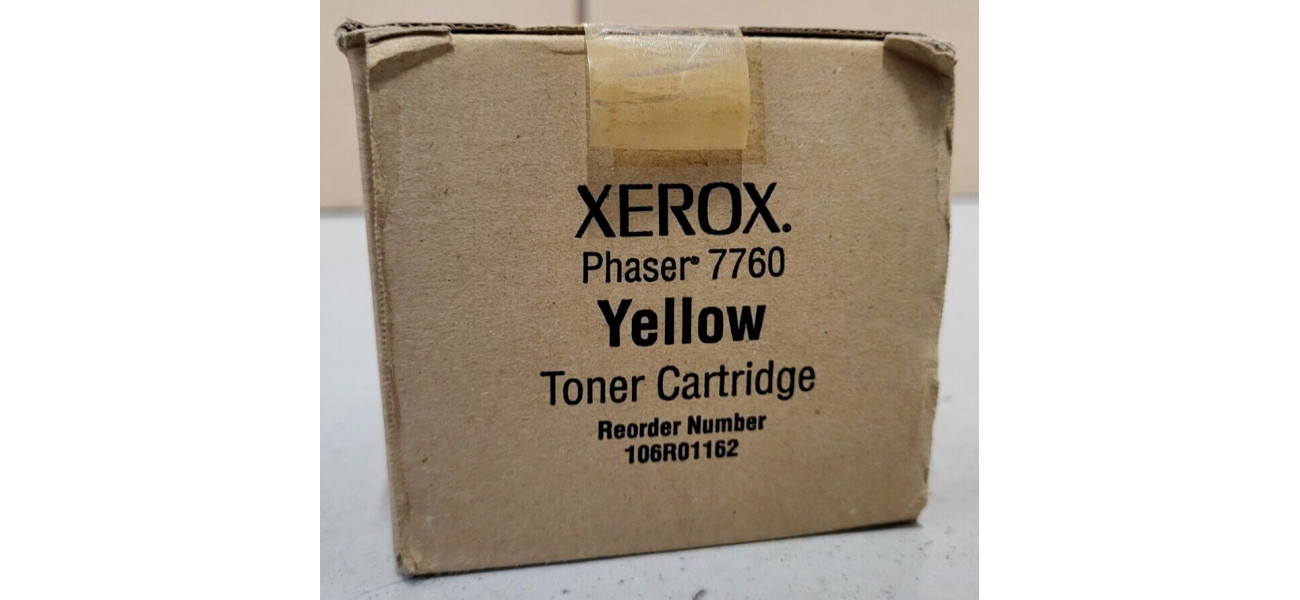 XEROX®
Phaser® 7760
Yellow
Toner Cartridge
Reorder Number
106R01162